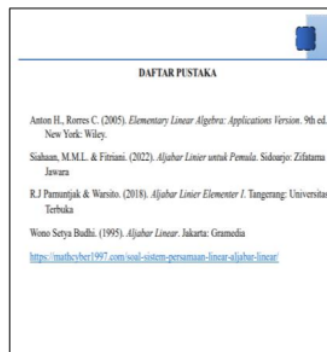 DAFTAR PUSTAKA
Anton H., Rorres C. (2005). Elementary Linear Algebra: Applications Version. 9th ed.
New York: Wiley.
Siahaan, M.M.L. & Fitriani. (2022). Aljabar Linier untuk Pemula. Sidoarjo: Zifatama
Jawara
R.J Pamuntjak & Warsito. (2018). Aljabar Linier Elementer I. Tangerang: Universitas
Terbuka
Wono Setya Budhi. (1995). Aljabar Linear. Jakarta: Gramedia
https://mathcyber1997.com/soal-sistem-persamaan-linear-aljabar-linear/